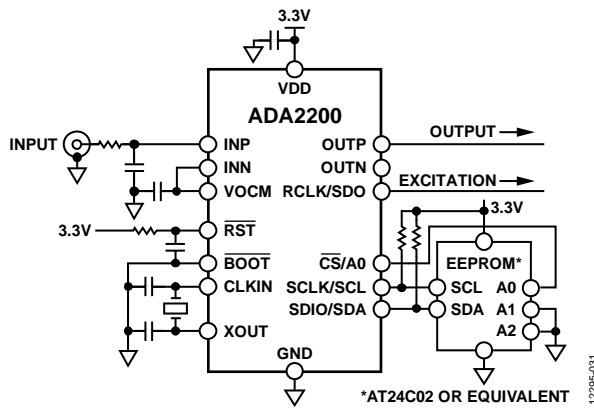 3.3V
VDD
ADA2200
INPUT
INP
INN
VOCM
RST
BOOT
CLKIN
XOUT
GND
OUTP
OUTN
RCLK/SDO
CS/A0
SCLK/SCL
SDIO/SDA
OUTPUT
EXCITATION
3.3V
3.3V
EEPROM*
SCL
SDA
A0
A1
A2
*AT24C02 OR EQUIVALENT
12295-031